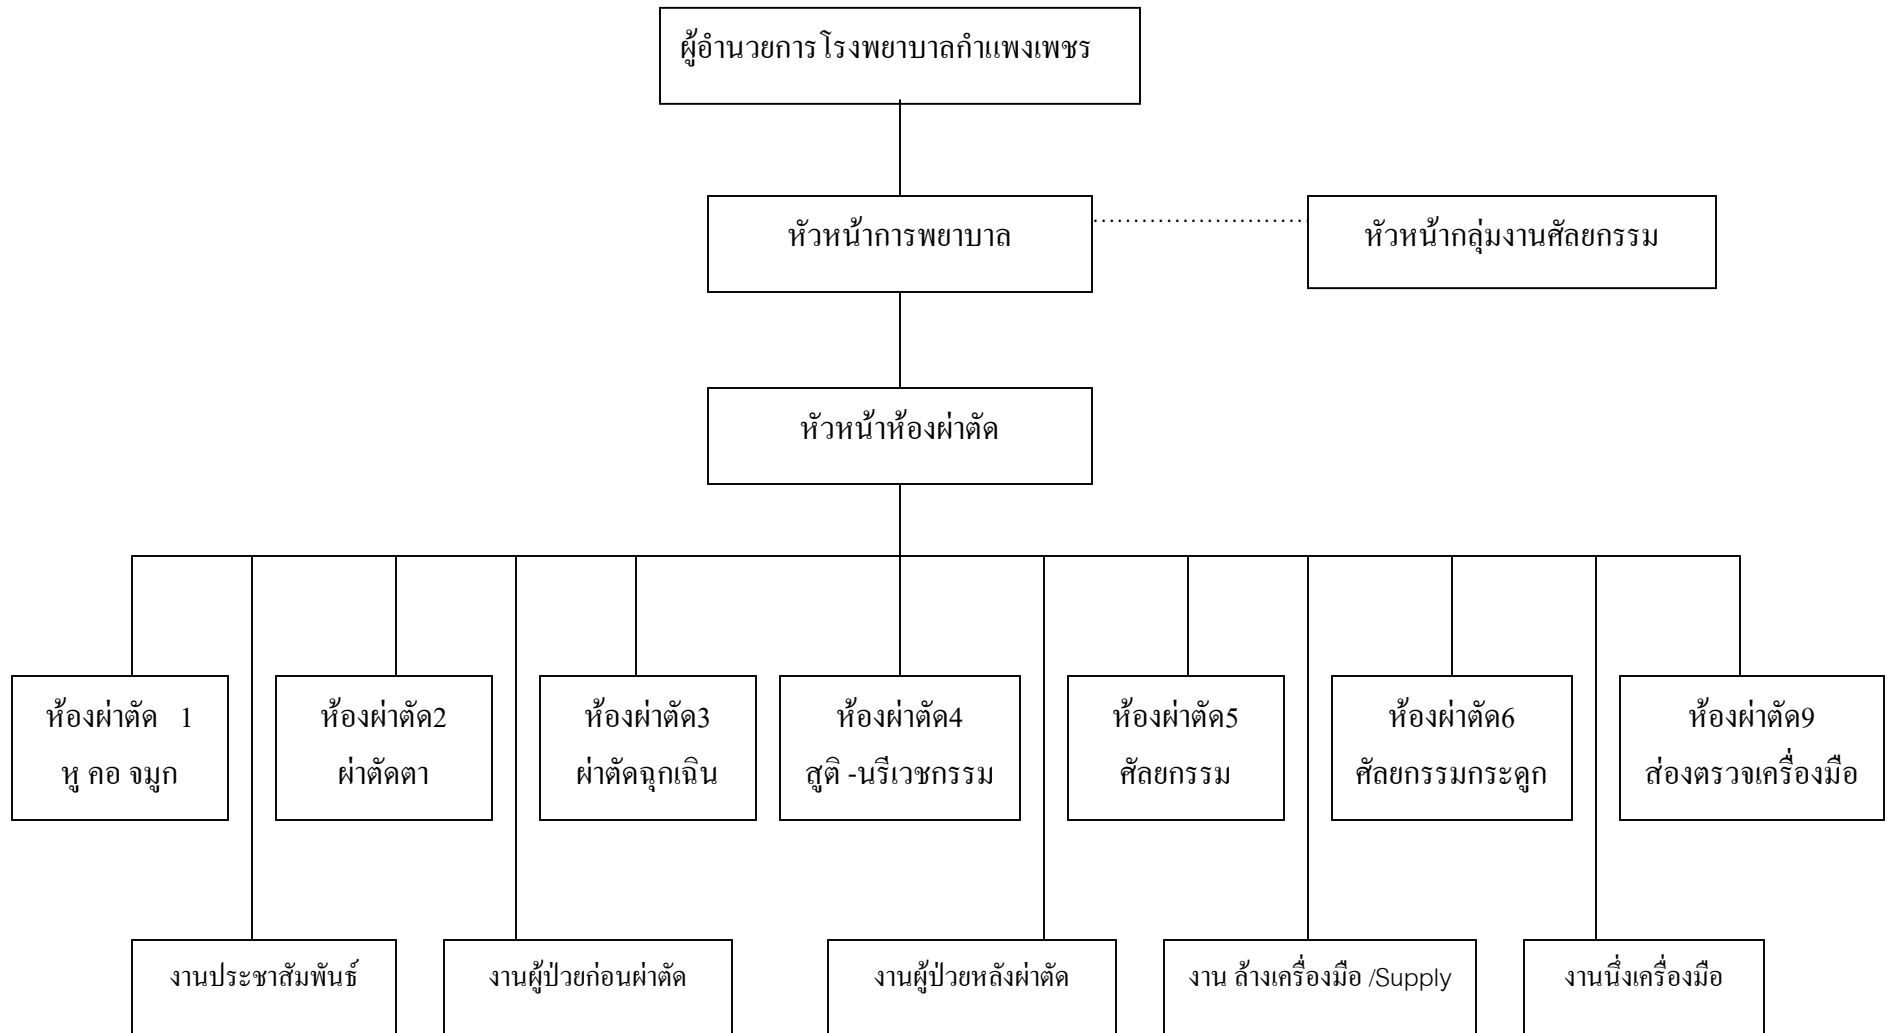 ผู้อำนวยการโรงพยาบาลกำแพงเพชร
หัวหน้าการพยาบาล
หัวหน้ากลุ่มงานศัลยกรรม
หัวหน้าห้องผ่าตัด
ห้องผ่าตัด 1
หู คอ จมูก
ห้องผ่าตัด2
ผ่าตัดตา
ห้องผ่าตัด3
ผ่าตัดฉุกเฉิน
ห้องผ่าตัด4
สูติ -นรีเวชกรรม
ห้องผ่าตัด5
ศัลยกรรม
ห้องผ่าตัด6
ศัลยกรรมกระดูก
ห้องผ่าตัด9
ส่องตรวจเครื่องมือ
งานประชาสัมพันธ์
งานผู้ป่วยก่อนผ่าตัด
งานผู้ป่วยหลังผ่าตัด
งาน ล้างเครื่องมือ /Supply
งานนึ่งเครื่องมือ